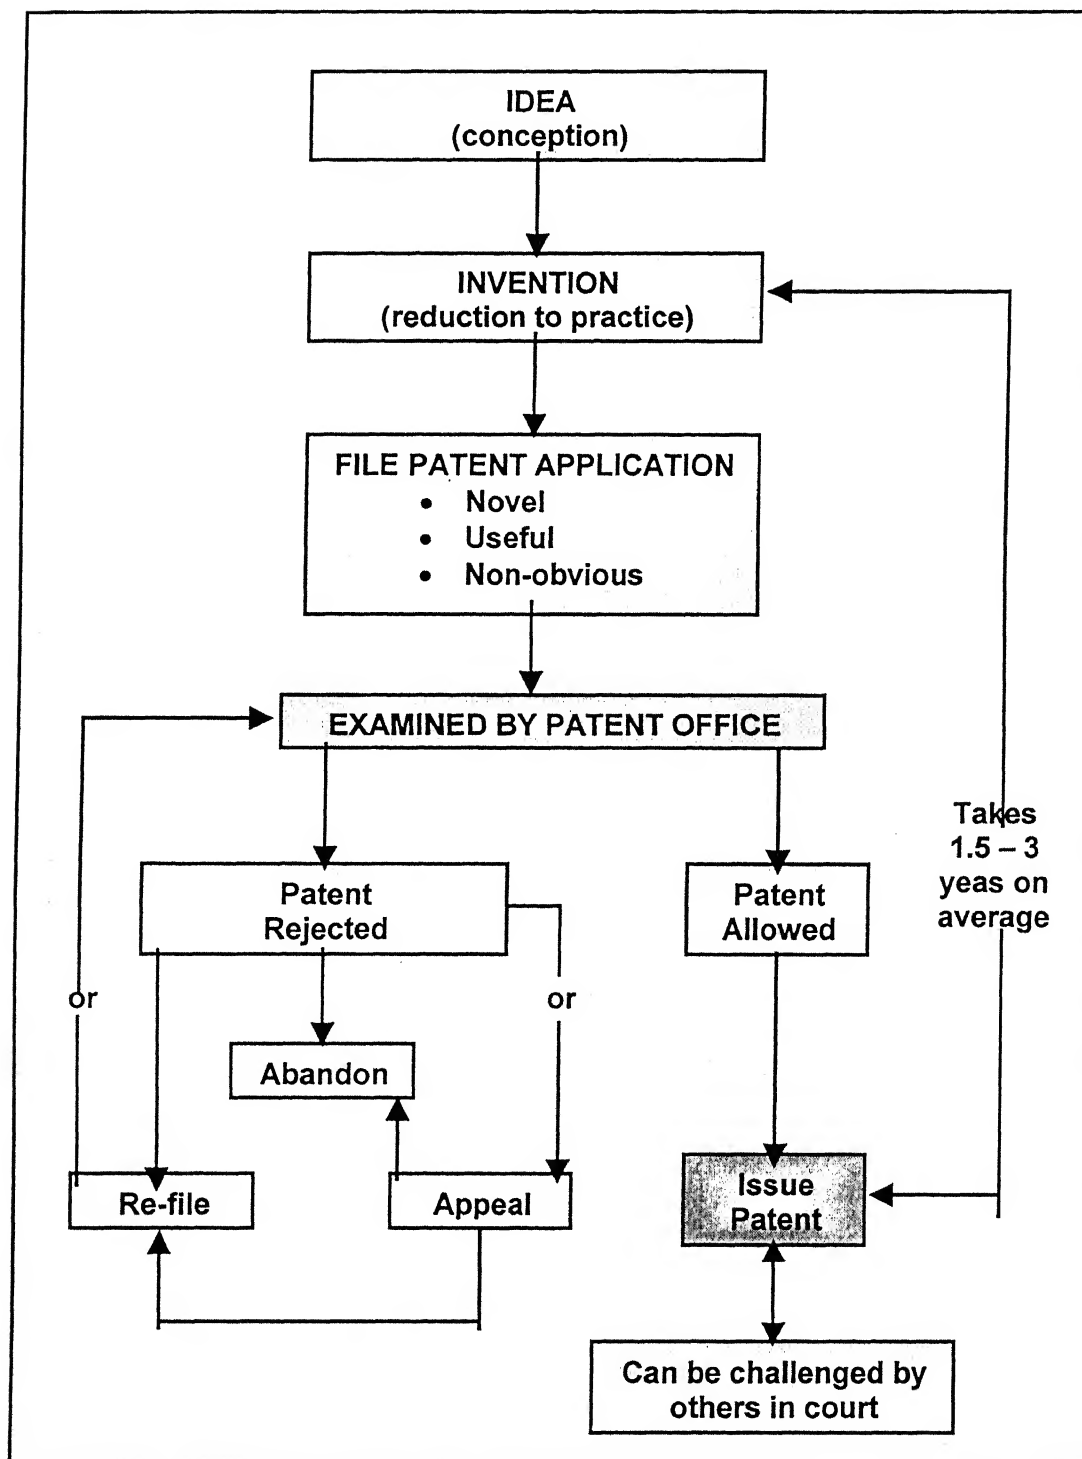 IDEA
(conception)
INVENTION
(reduction to practice)
FILE PATENT APPLICATION
• Novel
• Useful
• Non-obvious
EXAMINED BY PATENT OFFICE
Takes
1.5 – 3
yeas on
average
Patent
Rejected
Patent
Allowed
or
or
Abandon
Re-file
Appeal
Issue
Patent
Can be challenged by
others in court